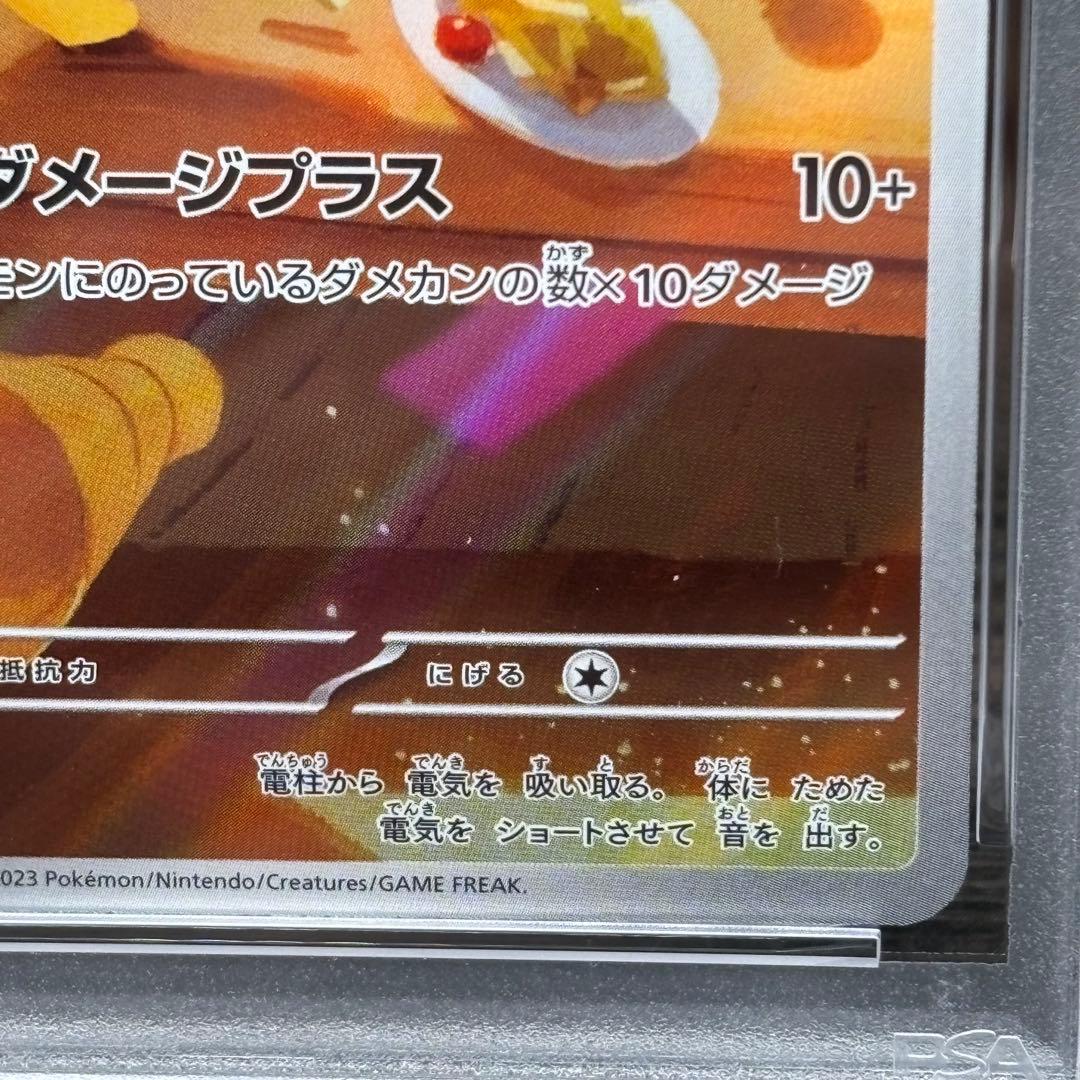 ダメージプラス 10+
モンにのっているダメカンの数×10ダメージ
抵抗力 にげる
電柱から 電気を 吸い取る。 体に ためた
電気を ショートさせて 音を 出す。
023 Pokémon/Nintendo/Creatures/GAME FREAK.
PSA